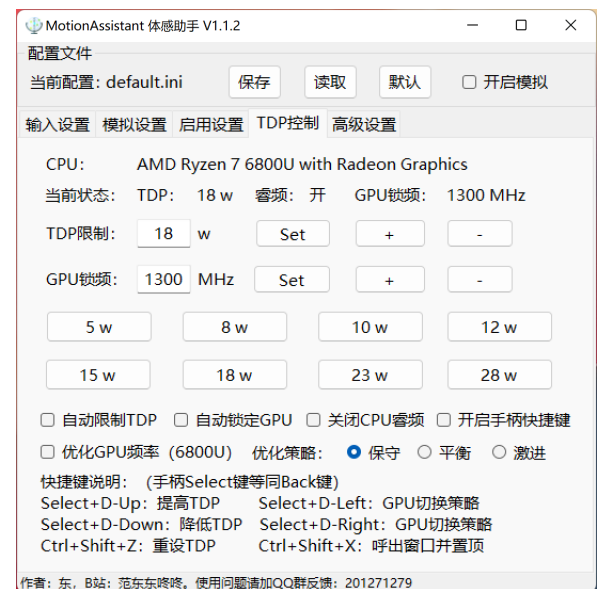 MotionAssistant 体感助手 V1.1.2
配置文件
当前配置: default.ini 保存 读取 默认 开启模拟
输入设置 模拟设置 启用设置 TDP控制 高级设置
CPU: AMD Ryzen 7 6800U with Radeon Graphics
当前状态: TDP: 18 w 睿频: 开 GPU锁频: 1300 MHz
TDP限制: 18 w Set + -
GPU锁频: 1300 MHz Set + -
5 w 8 w 10 w 12 w
15 w 18 w 23 w 28 w
自动限制TDP 自动锁定GPU 关闭CPU睿频 开启手柄快捷键
优化GPU频率（6800U） 优化策略: 保守 平衡 激进
快捷键说明: （手柄Select键等同Back键）
Select+D-Up: 提高TDP Select+D-Left: GPU切换策略
Select+D-Down: 降低TDP Select+D-Right: GPU切换策略
Ctrl+Shift+Z: 重设TDP Ctrl+Shift+X: 呼出窗口并置顶
作者: 东, B站: 范东东咚咚。使用问题请加QQ群反馈: 201271279